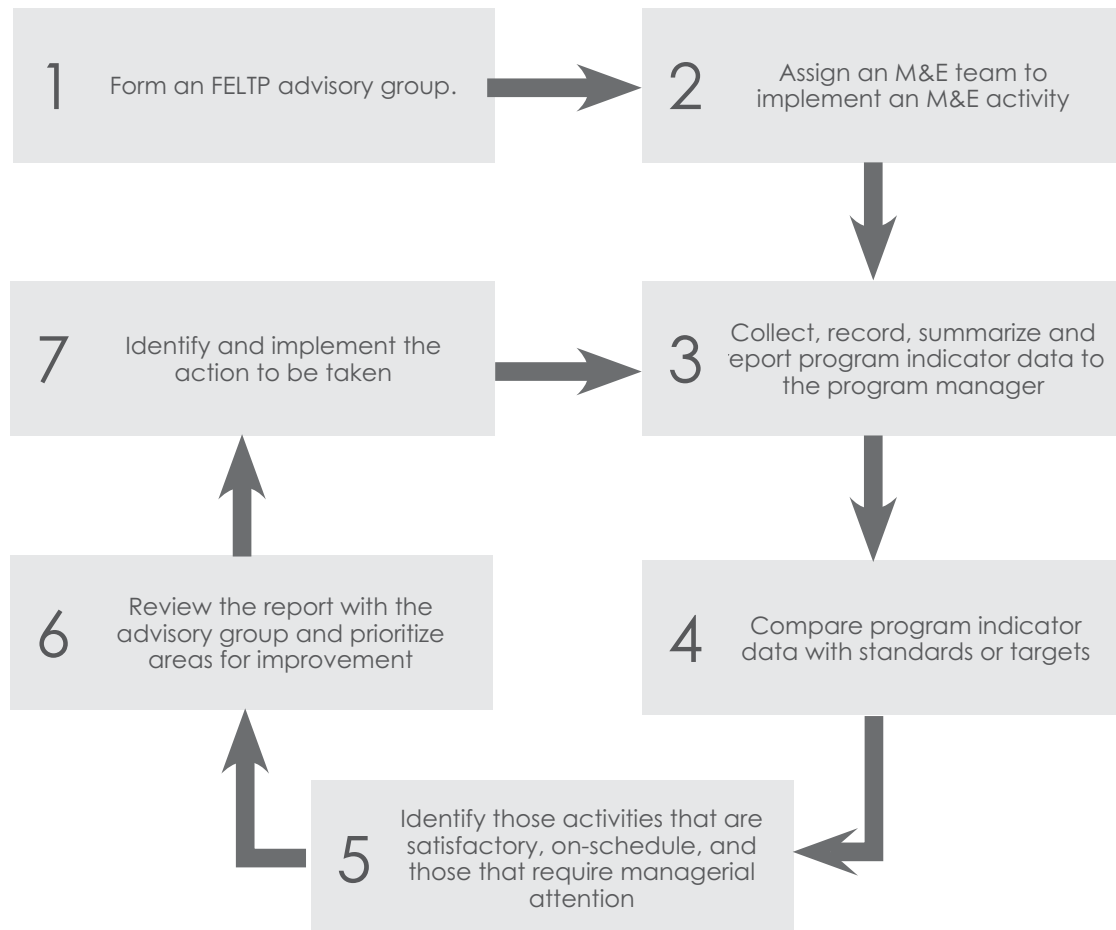 1
Form an FELTP advisory group.
2
Assign an M&E team to
implement an M&E activity
7
Identify and implement the
action to be taken
3
Collect, record, summarize and
eport program indicator data to
the program manager
6
Review the report with the
advisory group and prioritize
areas for improvement
4
Compare program indicator
data with standards or targets
5
Identify those activities that are
satisfactory, on-schedule, and
those that require managerial
attention